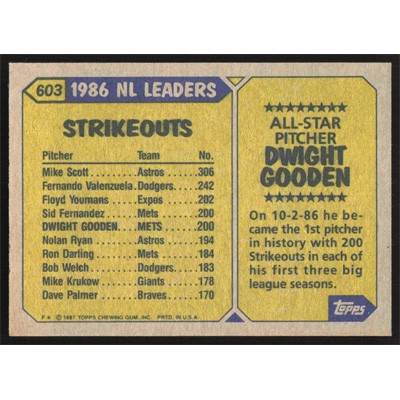 603 1986 NL LEADERS
STRIKEOUTS
Pitcher Team No.
Mike Scott ........ Astros .... 306
Fernando Valenzuela. Dodgers .... 242
Floyd Youmans .... Expos .... 202
Sid Fernandez .... Mets ..... 200
DWIGHT GOODEN .... METS ..... 200
Nolan Ryan ....... Astros .... 194
Ron Darling ...... Mets ..... 184
Bob Welch ........ Dodgers ... 183
Mike Krukow ...... Giants .... 178
Dave Palmer ...... Braves .... 170
F* © 1987 TOPPS CHEWING GUM, INC. PRTD. IN U.S.A.
ALL-STAR
PITCHER
DWIGHT
GOODEN
On 10-2-86 he be-
came the 1st pitcher
in history with 200
Strikeouts in each of
his first three big
league seasons.
Topps